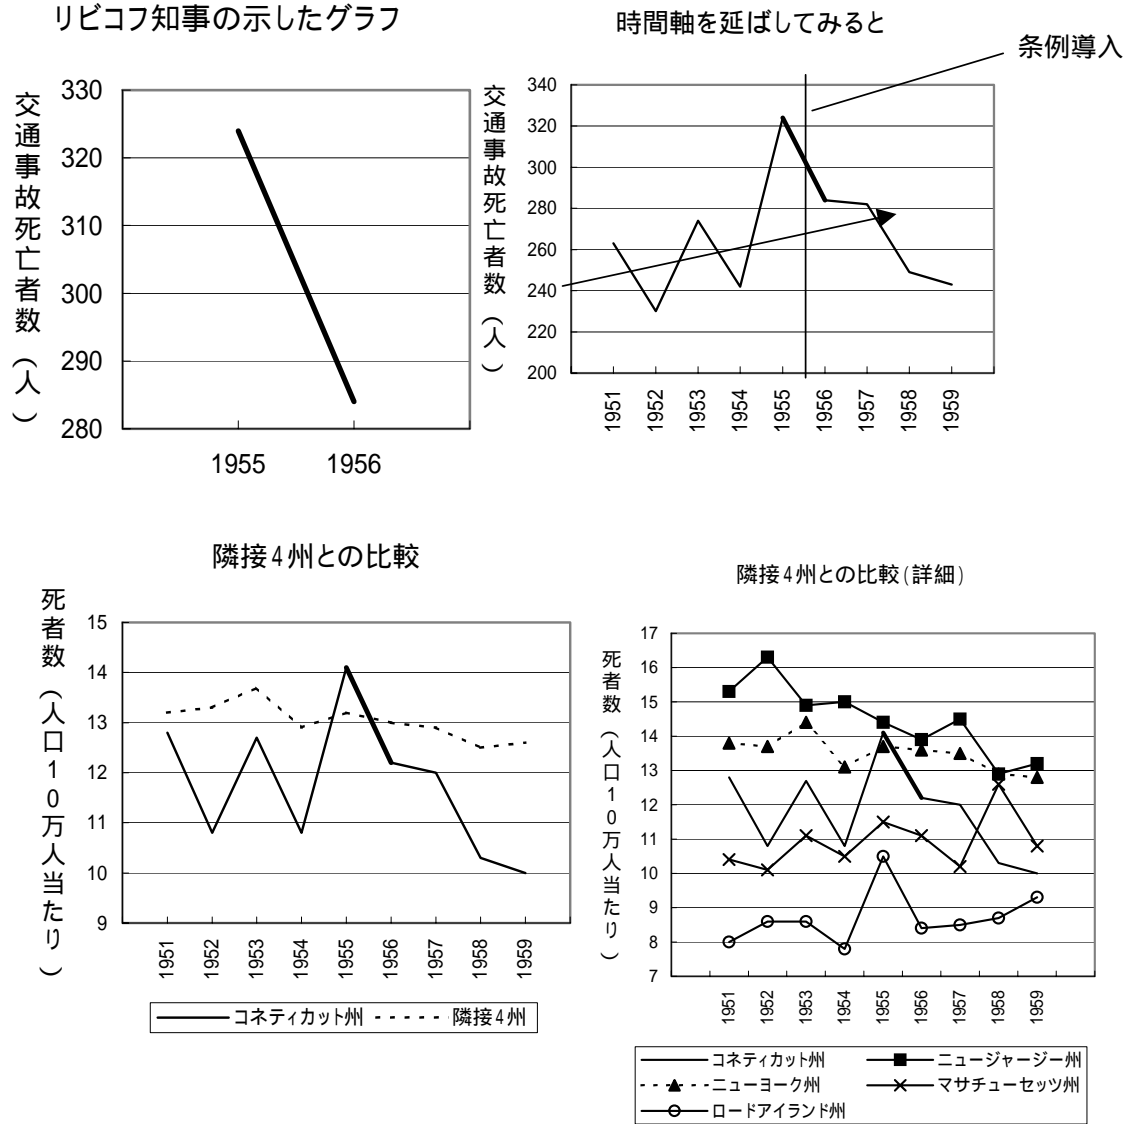 リビコフ知事の示したグラフ
交通事故死亡者数（人）
330
320
310
300
290
280
1955 1956
時間軸を延ばしてみると
条例導入
交通事故死亡者数（人）
340
320
300
280
260
240
220
200
1951 1952 1953 1954 1955 1956 1957 1958 1959
隣接4州との比較
死者数（人口10万人当たり）
15
14
13
12
11
10
9
1951 1952 1953 1954 1955 1956 1957 1958 1959
コネティカット州 隣接4州
隣接4州との比較(詳細)
死者数（人口10万人当たり）
17
16
15
14
13
12
11
10
9
8
7
1951 1952 1953 1954 1955 1956 1957 1958 1959
コネティカット州 ニュージャージー州
ニューヨーク州 マサチューセッツ州
ロードアイランド州